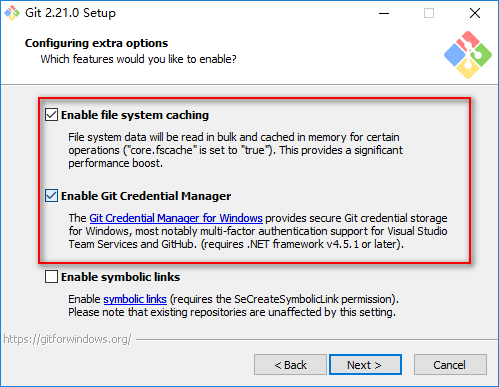 Git 2.21.0 Setup
Configuring extra options
Which features would you like to enable?
Enable file system caching
File system data will be read in bulk and cached in memory for certain
operations ("core.fscache" is set to "true"). This provides a significant
performance boost.
Enable Git Credential Manager
The Git Credential Manager for Windows provides secure Git credential storage
for Windows, most notably multi-factor authentication support for Visual Studio
Team Services and GitHub. (requires .NET framework v4.5.1 or later).
Enable symbolic links
Enable symbolic links (requires the SeCreateSymbolicLink permission).
Please note that existing repositories are unaffected by this setting.
https://gitforwindows.org/
< Back
Next >
Cancel